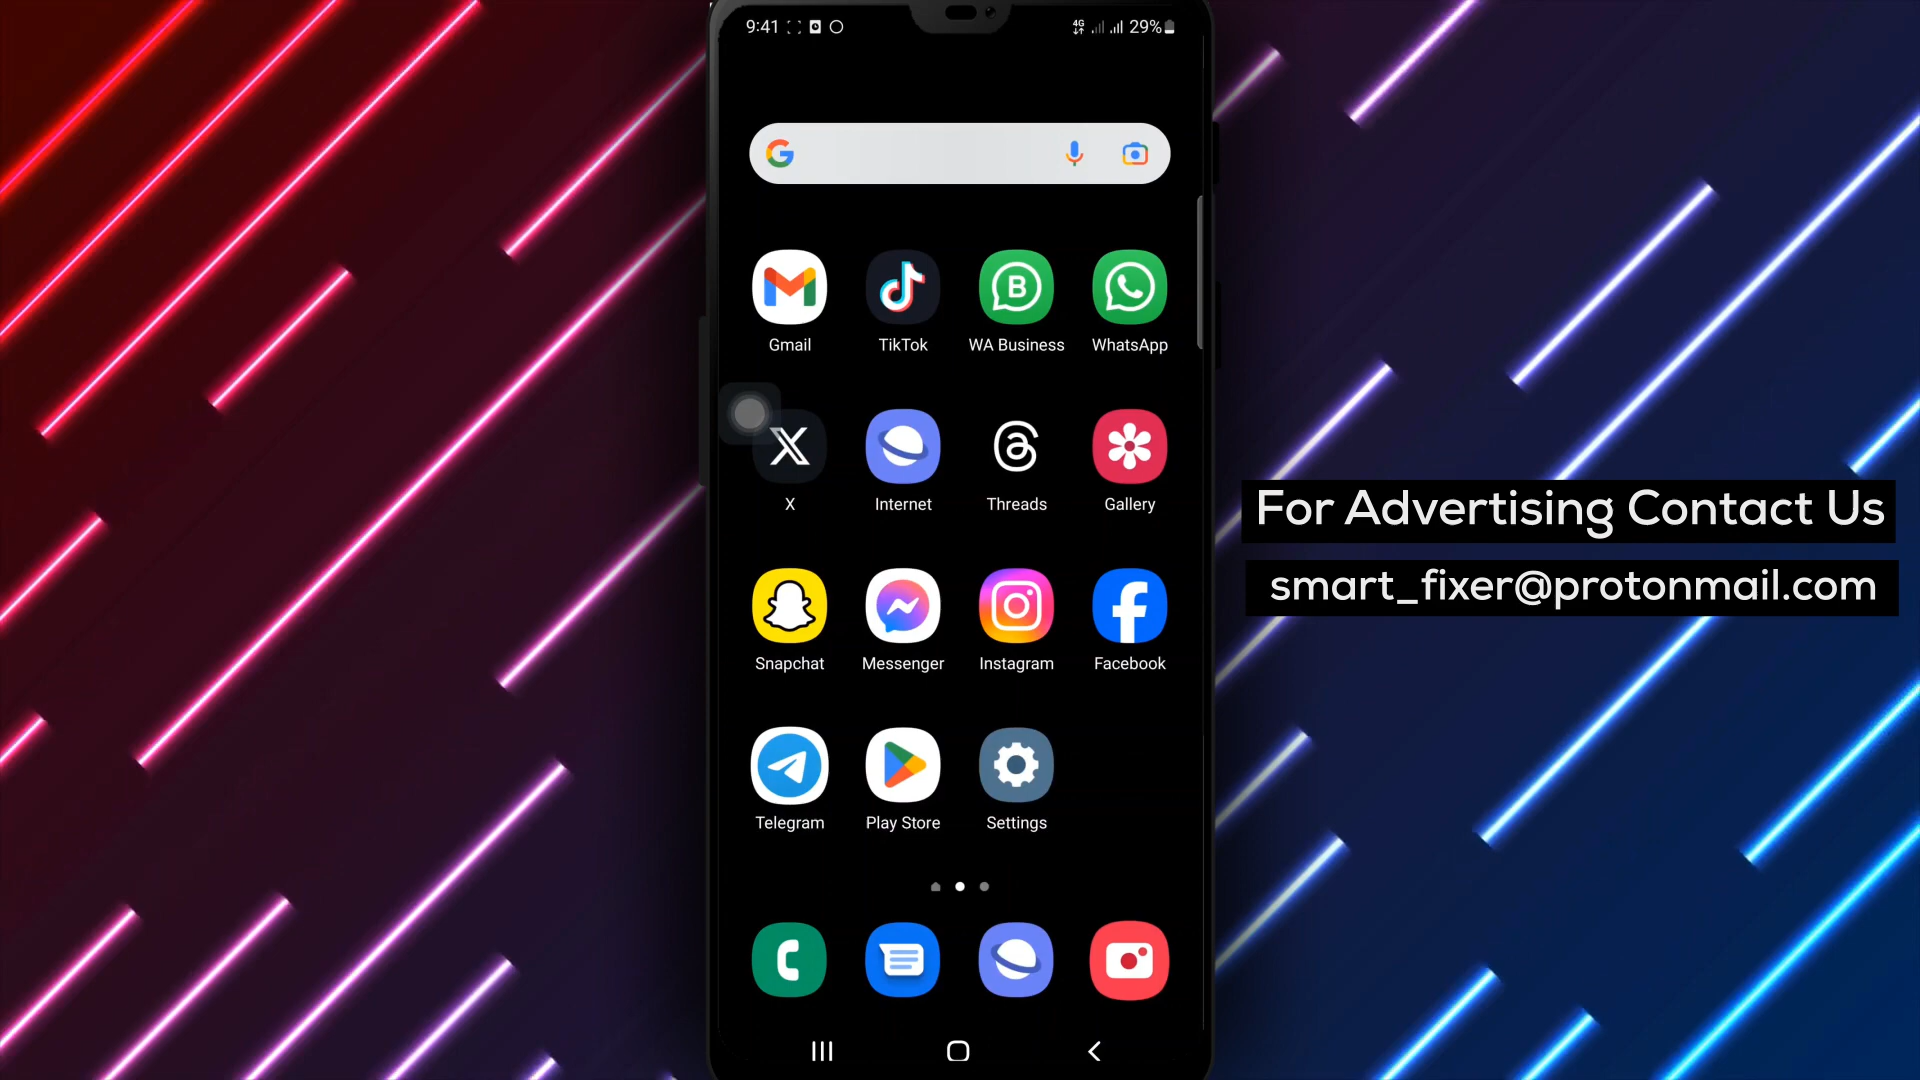 9:41
4G
29%
Gmail
TikTok
WA Business
WhatsApp
X
Internet
Threads
Gallery
Snapchat
Messenger
Instagram
Facebook
Telegram
Play Store
Settings
For Advertising Contact Us
smart_fixer@protonmail.com